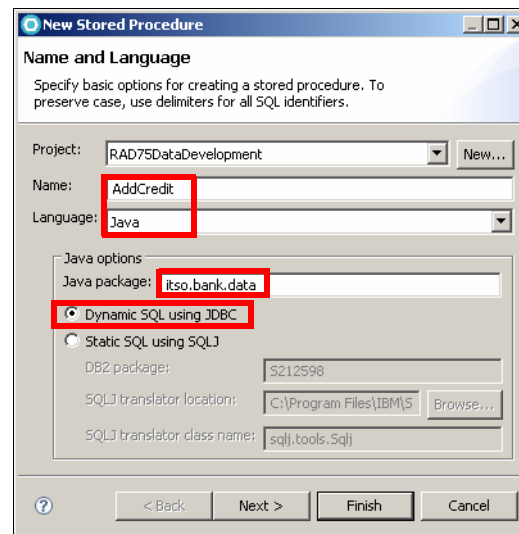 New Stored Procedure
Name and Language
Specify basic options for creating a stored procedure. To
preserve case, use delimiters for all SQL identifiers.
Project: RAD75DataDevelopment New...
Name: AddCredit
Language: Java
Java options
Java package: itso.bank.data
Dynamic SQL using JDBC
Static SQL using SQLJ
DB2 package: S212598
SQLJ translator location: C:\Program Files\IBM\S Browse...
SQLJ translator class name: sqlj.tools.Sqlj
? < Back Next > Finish Cancel